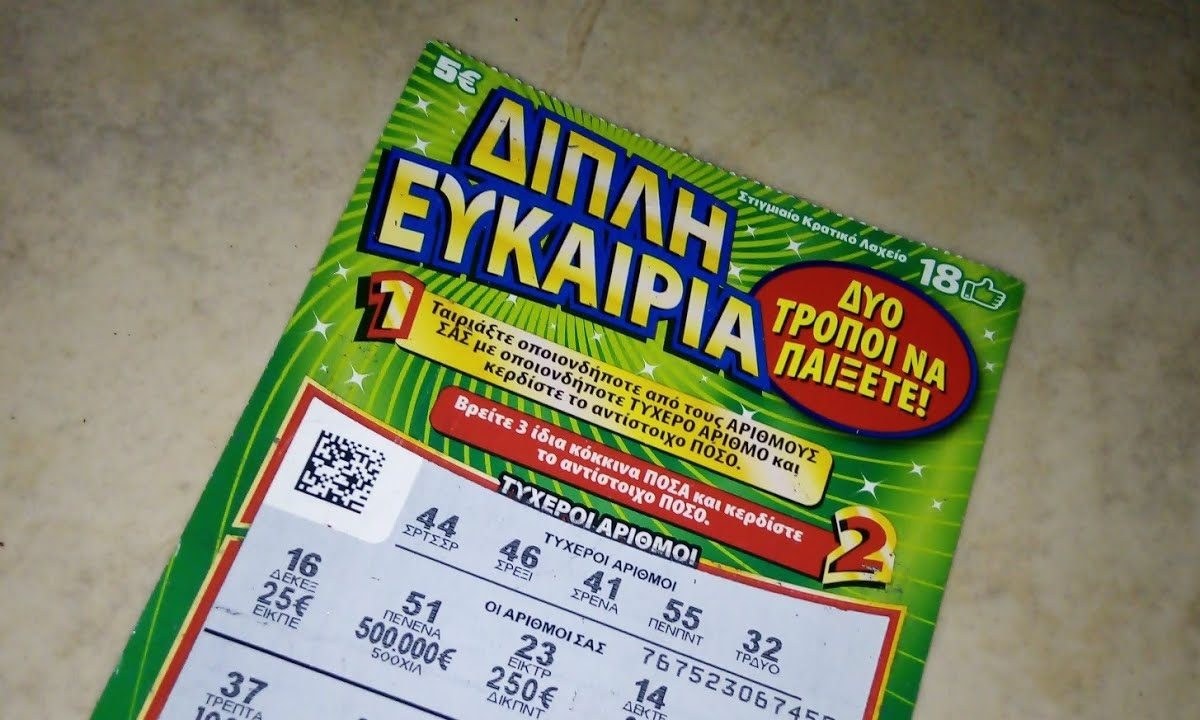 5€
ΔΙΠΛΗ
ΕΥΚΑΙΡΙΑ
Στιγμιαίο Κρατικό Λαχείο
18
ΔΥΟ
ΤΡΟΠΟΙ ΝΑ
ΠΑΙΞΕΤΕ!
1
Ταιριάξτε οποιονδήποτε από τους ΑΡΙΘΜΟΥΣ
ΣΑΣ με οποιονδήποτε ΤΥΧΕΡΟ ΑΡΙΘΜΟ και
κερδίστε το αντίστοιχο ΠΟΣΟ.
Βρείτε 3 ίδια κόκκινα ΠΟΣΑ και κερδίστε
το αντίστοιχο ΠΟΣΟ.
2
ΤΥΧΕΡΟΙ ΑΡΙΘΜΟΙ
ΤΥΧΕΡΟΙ ΑΡΙΘΜΟΙ
44 46 41 55 32
ΣΡΤΣΣΡ ΣΡΕΞΙ ΣΡΕΝΑ ΠΕΝΠΝΤ ΤΡΔΥΟ
ΟΙ ΑΡΙΘΜΟΙ ΣΑΣ
76752306745
16 51 23 14
ΔΕΚΕΞ ΠΕΝΕΝΑ ΕΙΚΤΡ ΔΕΚΤΕ
25€ 500.000€ 250€
ΕΙΚΠΕ 500ΧΙΛ ΔΙΚΠΝΤ
37
ΤΡΕΠΤΑ